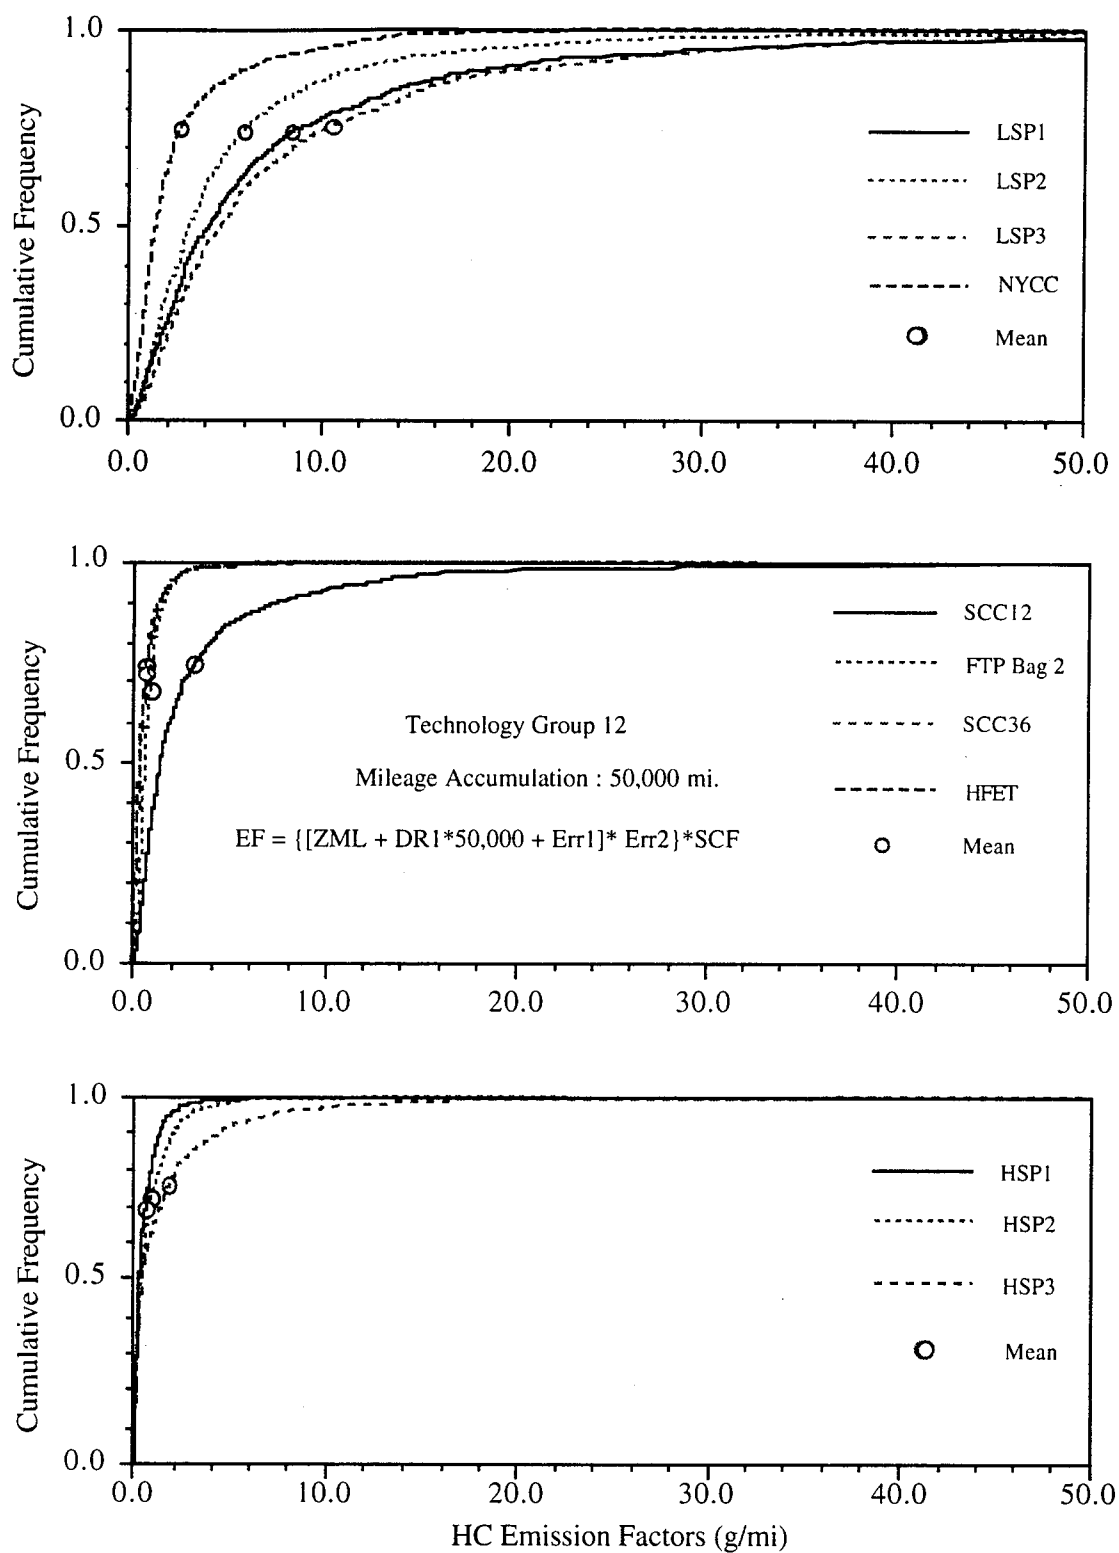 Cumulative Frequency
1.0
0.5
0.0
0.0 10.0 20.0 30.0 40.0 50.0
LSP1
LSP2
LSP3
NYCC
Mean
Cumulative Frequency
1.0
0.5
0.0
0.0 10.0 20.0 30.0 40.0 50.0
SCC12
FTP Bag 2
SCC36
HFET
Mean
Technology Group 12
Mileage Accumulation : 50,000 mi.
EF = {[ZML + DR1*50,000 + Err1]* Err2}*SCF
Cumulative Frequency
1.0
0.5
0.0
0.0 10.0 20.0 30.0 40.0 50.0
HSP1
HSP2
HSP3
Mean
HC Emission Factors (g/mi)